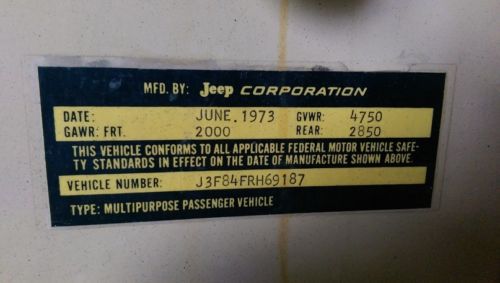 MFD. BY: Jeep CORPORATION
DATE: JUNE.1973 GVWR: 4750
GAWR: FRT. 2000 REAR: 2850
THIS VEHICLE CONFORMS TO ALL APPLICABLE FEDERAL MOTOR VEHICLE SAFE-
TY STANDARDS IN EFFECT ON THE DATE OF MANUFACTURE SHOWN ABOVE.
VEHICLE NUMBER: J3F84FRH69187
TYPE: MULTIPURPOSE PASSENGER VEHICLE